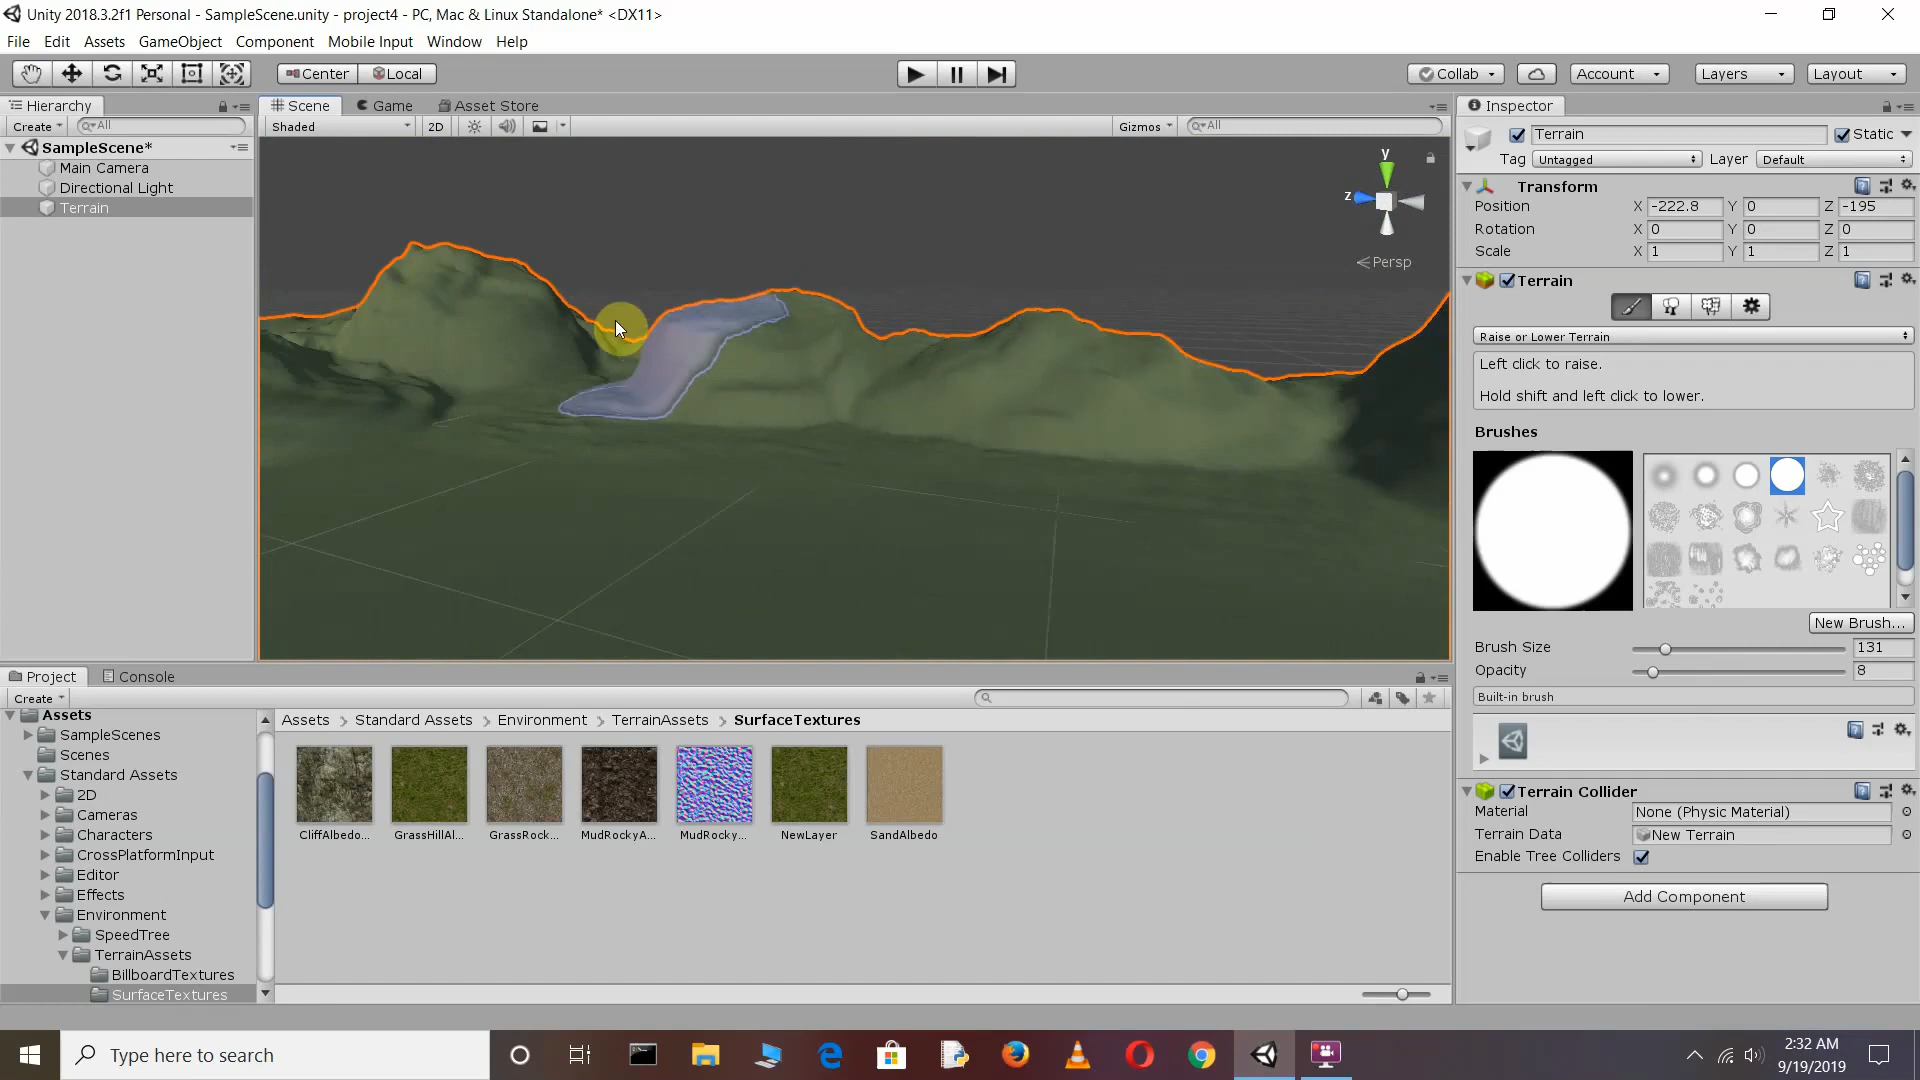 Unity 2018.3.2f1 Personal - SampleScene.unity - project4 - PC, Mac & Linux Standalone* <DX11>
File Edit Assets GameObject Component Mobile Input Window Help
Center Local Collab Account Layers Layout
Hierarchy
Create All
SampleScene*
Main Camera
Directional Light
Terrain
Scene Game Asset Store
Shaded 2D Gizmos All
y
z
Persp
Inspector
Terrain Static
Tag Untagged Layer Default
Transform
Position X -222.8 Y 0 Z -195
Rotation X 0 Y 0 Z 0
Scale X 1 Y 1 Z 1
Terrain
Raise or Lower Terrain
Left click to raise.
Hold shift and left click to lower.
Brushes
New Brush...
Brush Size 131
Opacity 8
Built-in brush
Terrain Collider
Material None (Physic Material)
Terrain Data New Terrain
Enable Tree Colliders
Add Component
Project Console
Create
Assets
SampleScenes
Scenes
Standard Assets
2D
Cameras
Characters
CrossPlatformInput
Editor
Effects
Environment
SpeedTree
TerrainAssets
BillboardTextures
SurfaceTextures
Assets > Standard Assets > Environment > TerrainAssets > SurfaceTextures
CliffAlbedo... GrassHillAl... GrassRock... MudRockyA... MudRocky... NewLayer SandAlbedo
Type here to search
2:32 AM
9/19/2019